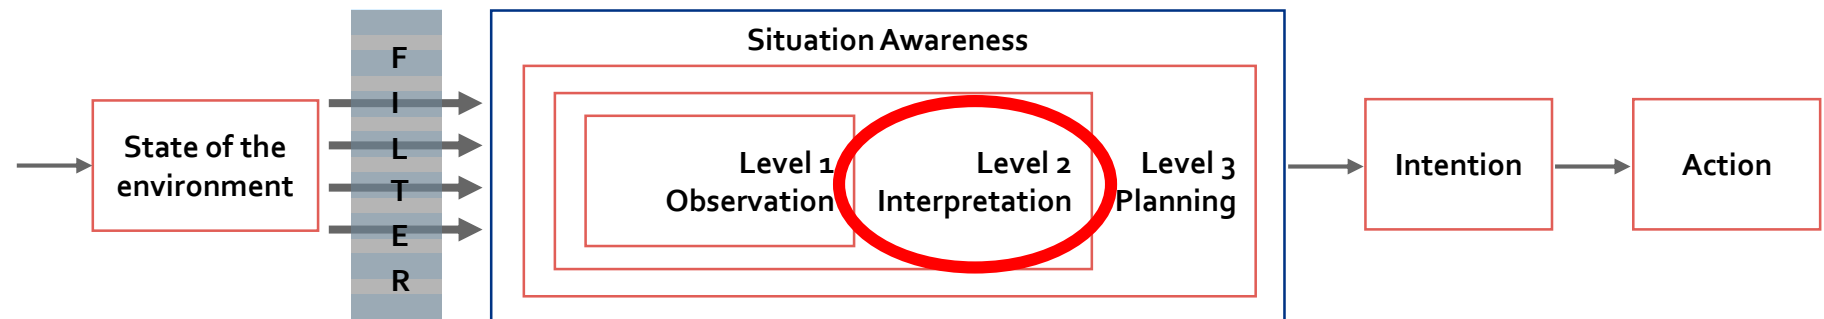 State of the
environment
F
I
L
T
E
R
Situation Awareness
Level 1
Observation
Level 2
Interpretation
Level 3
Planning
Intention
Action